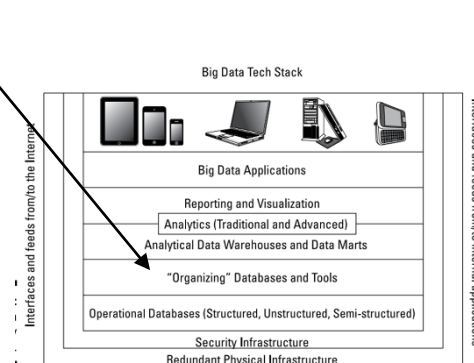 Big Data Tech Stack
Interfaces and feeds from/to the Internet
Big Data Applications
Reporting and Visualization
Analytics (Traditional and Advanced)
Analytical Data Warehouses and Data Marts
"Organizing" Databases and Tools
Operational Databases (Structured, Unstructured, Semi-structured)
Security Infrastructure
Redundant Physical Infrastructure